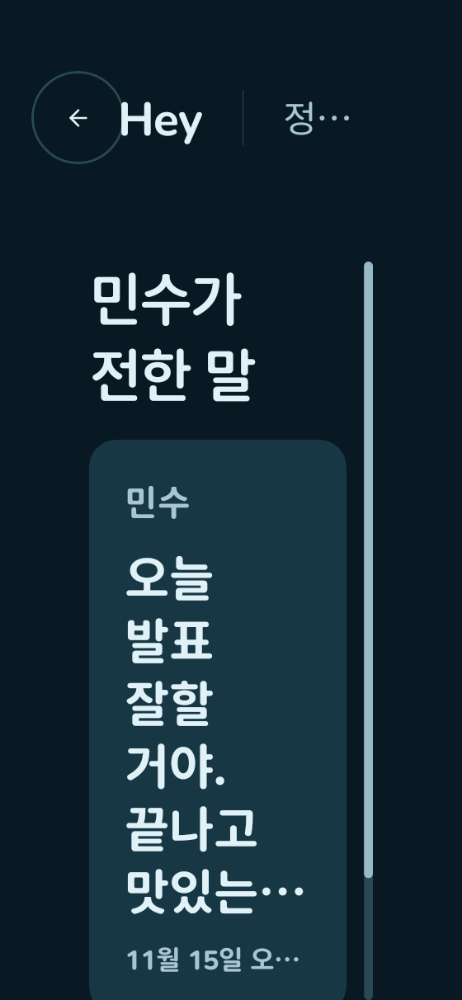 Hey 정…
민수가
전한 말
민수
오늘
발표
잘할
거야.
끝나고
맛있는…
11월 15일 오…